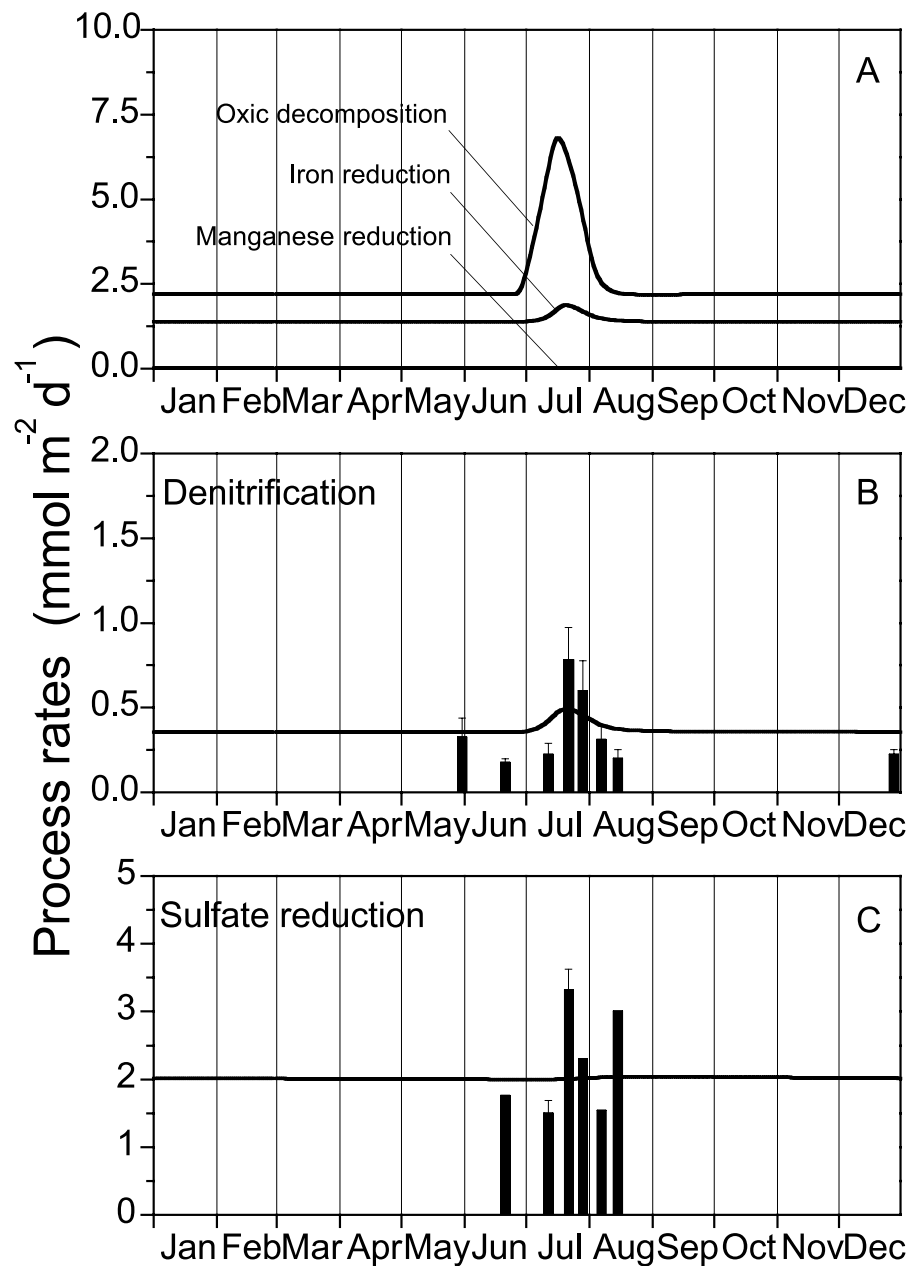 Process rates (mmol m-2 d-1)
10.0
A
7.5
Oxic decomposition
Iron reduction
5.0
Manganese reduction
2.5
0.0
Jan Feb Mar Apr May Jun Jul Aug Sep Oct Nov Dec
2.0
Denitrification
B
1.5
1.0
0.5
0.0
Jan Feb Mar Apr May Jun Jul Aug Sep Oct Nov Dec
5
Sulfate reduction
C
4
3
2
1
0
Jan Feb Mar Apr May Jun Jul Aug Sep Oct Nov Dec